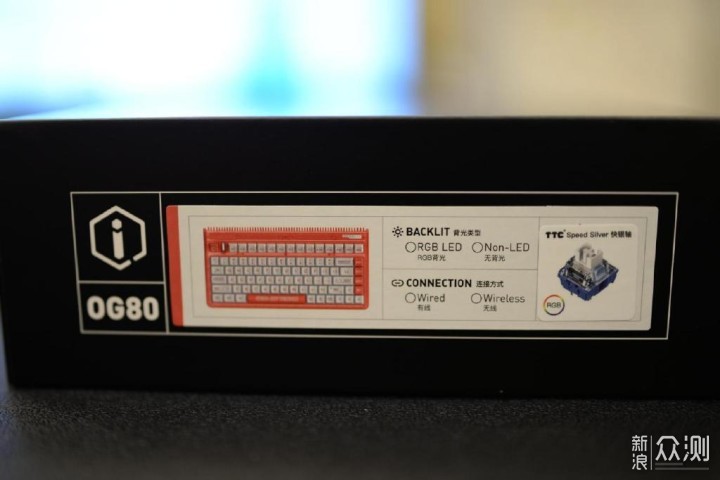 OG80
BACKLIT 背光类型
RGB LED Non-LED
RGB背光 无背光
CONNECTION 连接方式
Wired Wireless
有线 无线
TTC Speed Silver 快银轴
RGB
新浪 众测